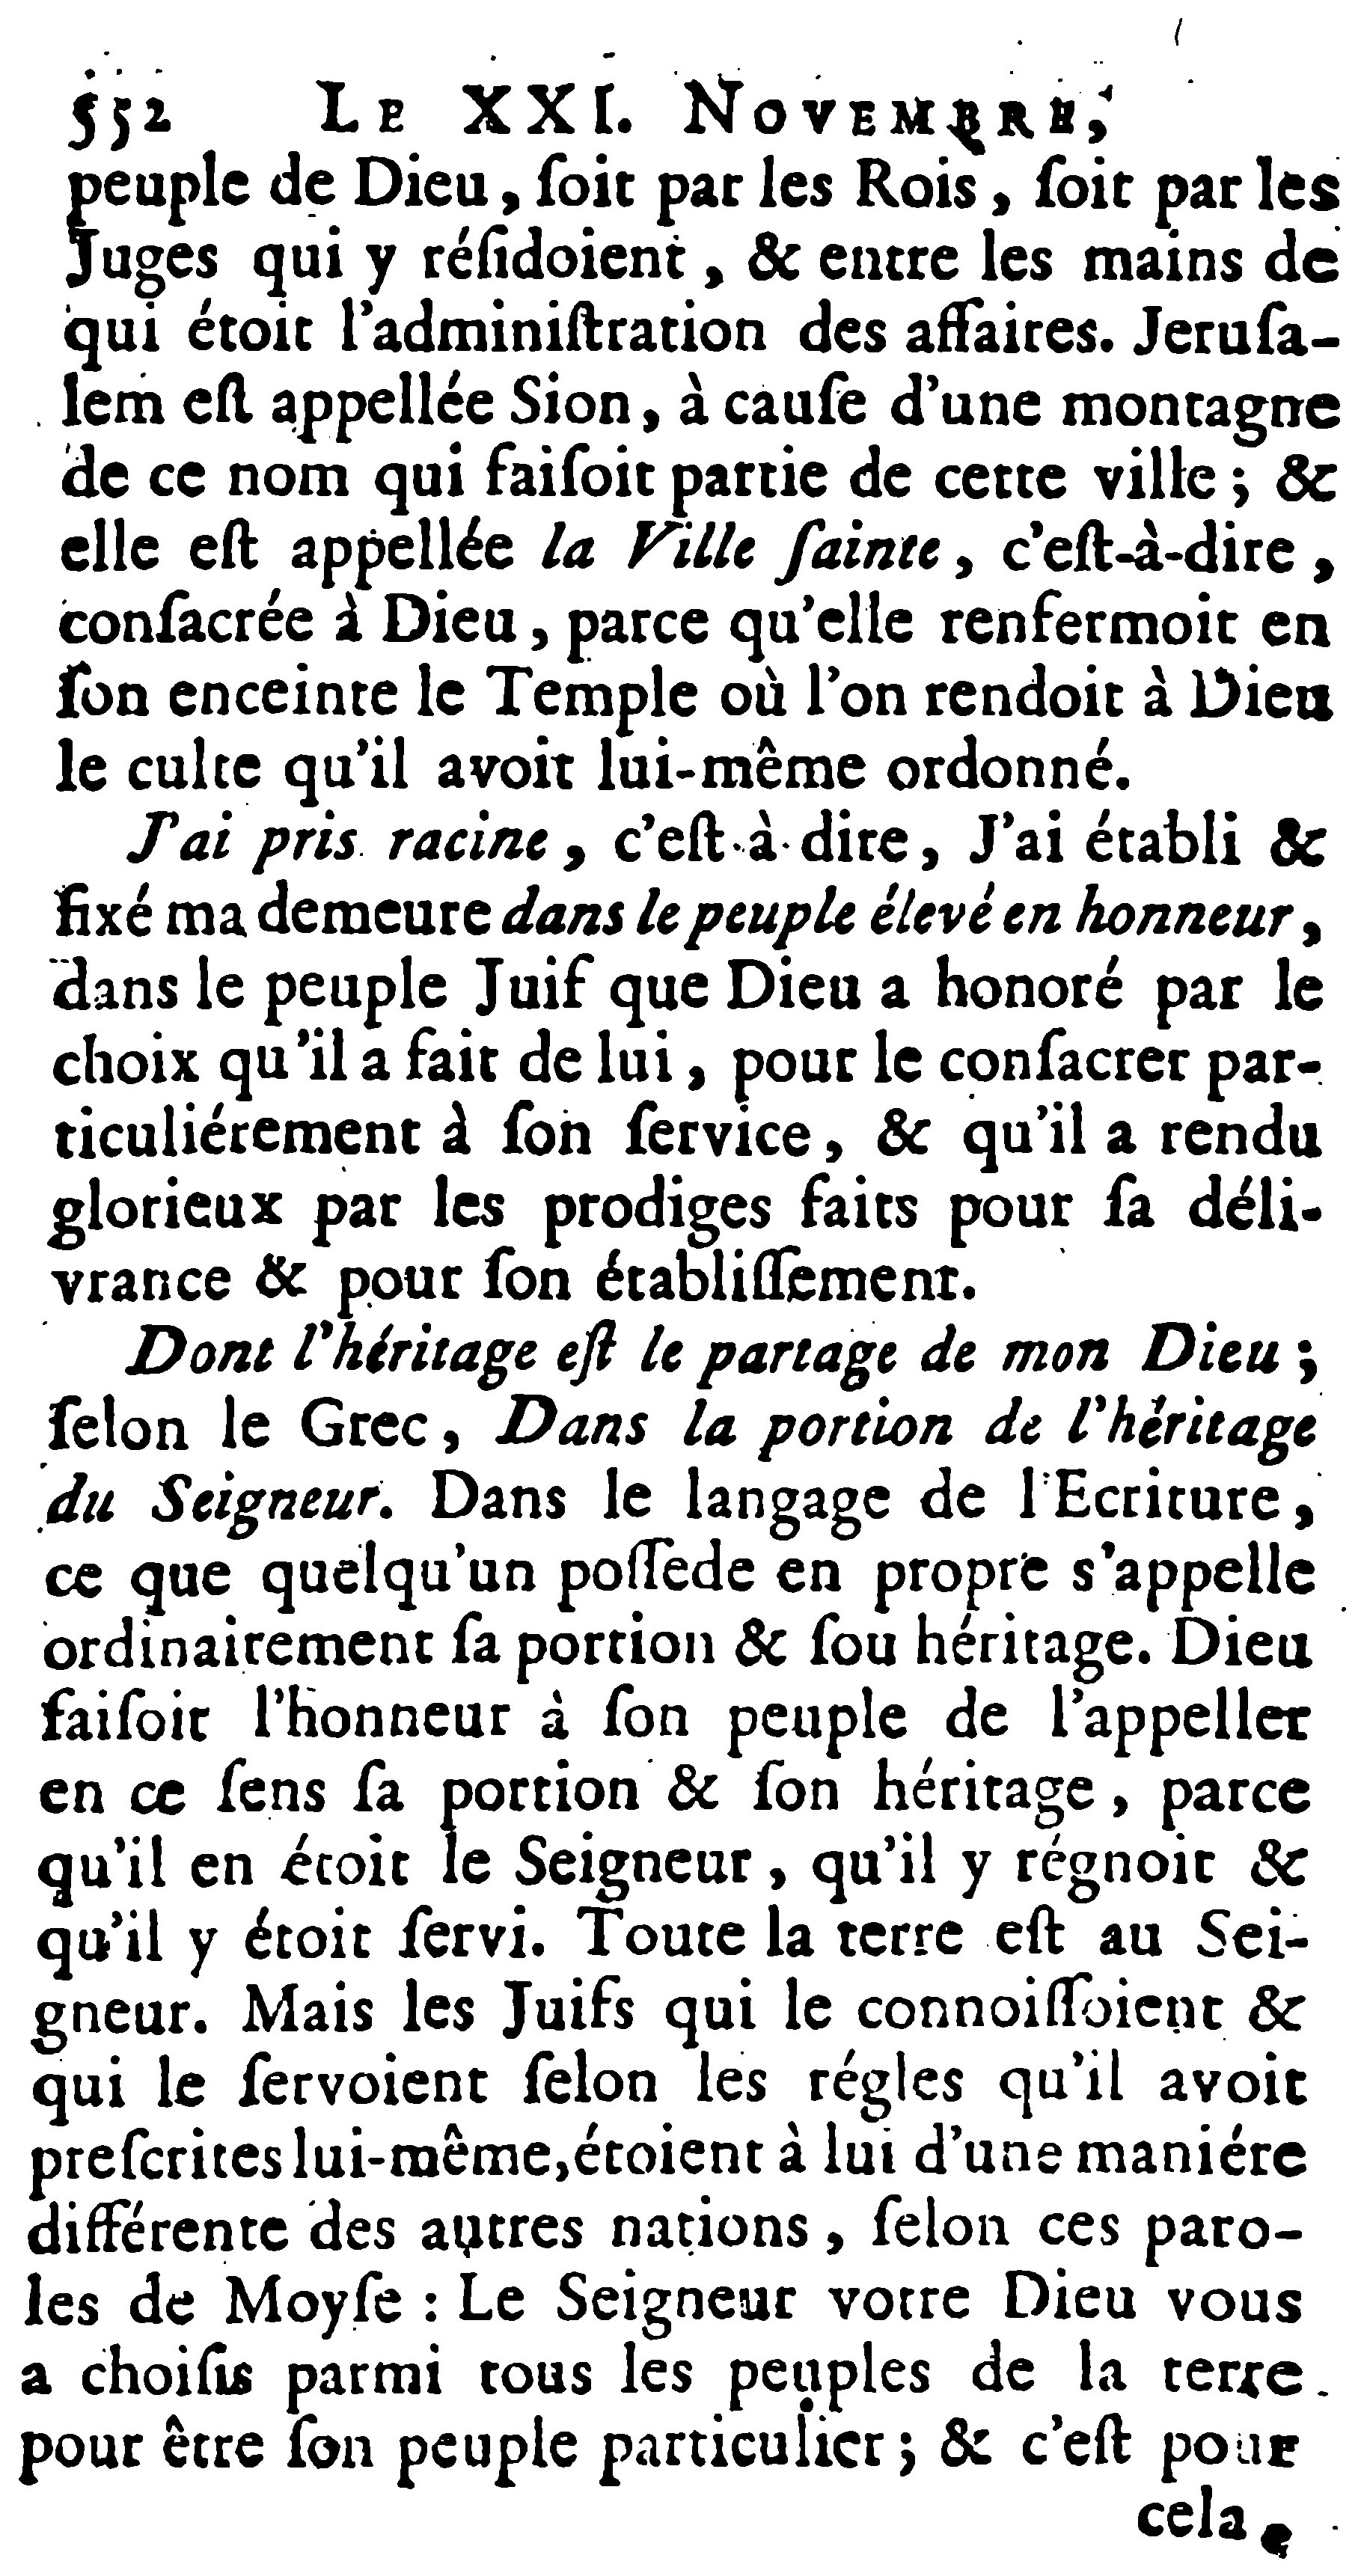 552 LE XXI. NOVEMBRE,
peuple de Dieu, ſoit par les Rois, ſoit par les
Juges qui y réſidoient, & entre les mains de
qui étoit l'adminiſtration des affaires. Jeruſa-
lem eſt appellée Sion, à cauſe d'une montagne
de ce nom qui faiſoit partie de cette ville; &
elle eſt appellée la Ville ſainte, c'eſt-à-dire,
conſacrée à Dieu, parce qu'elle renfermoit en
ſon enceinte le Temple où l'on rendoit à Dieu
le culte qu'il avoit lui-même ordonné.
J'ai pris racine, c'eſt-à-dire, J'ai établi &
fixé ma demeure dans le peuple élevé en honneur,
dans le peuple Juif que Dieu a honoré par le
choix qu'il a fait de lui, pour le conſacrer par-
ticuliérement à ſon ſervice, & qu'il a rendu
glorieux par les prodiges faits pour ſa déli-
vrance & pour ſon établiſſement.
Dont l'héritage eſt le partage de mon Dieu;
ſelon le Grec, Dans la portion de l'héritage
du Seigneur. Dans le langage de l'Ecriture,
ce que quelqu'un poſſede en propre s'appelle
ordinairement ſa portion & ſou héritage. Dieu
faiſoit l'honneur à ſon peuple de l'appeller
en ce ſens ſa portion & ſon héritage, parce
qu'il en étoit le Seigneur, qu'il y régnoit &
qu'il y étoit ſervi. Toute la terre eſt au Sei-
gneur. Mais les Juifs qui le connoiſſoient &
qui le ſervoient ſelon les régles qu'il avoit
preſcrites lui-même, étoient à lui d'une maniére
différente des autres nations, ſelon ces paro-
les de Moyſe : Le Seigneur votre Dieu vous
a choiſis parmi tous les peuples de la terre
pour être ſon peuple particulier; & c'eſt pour
cela